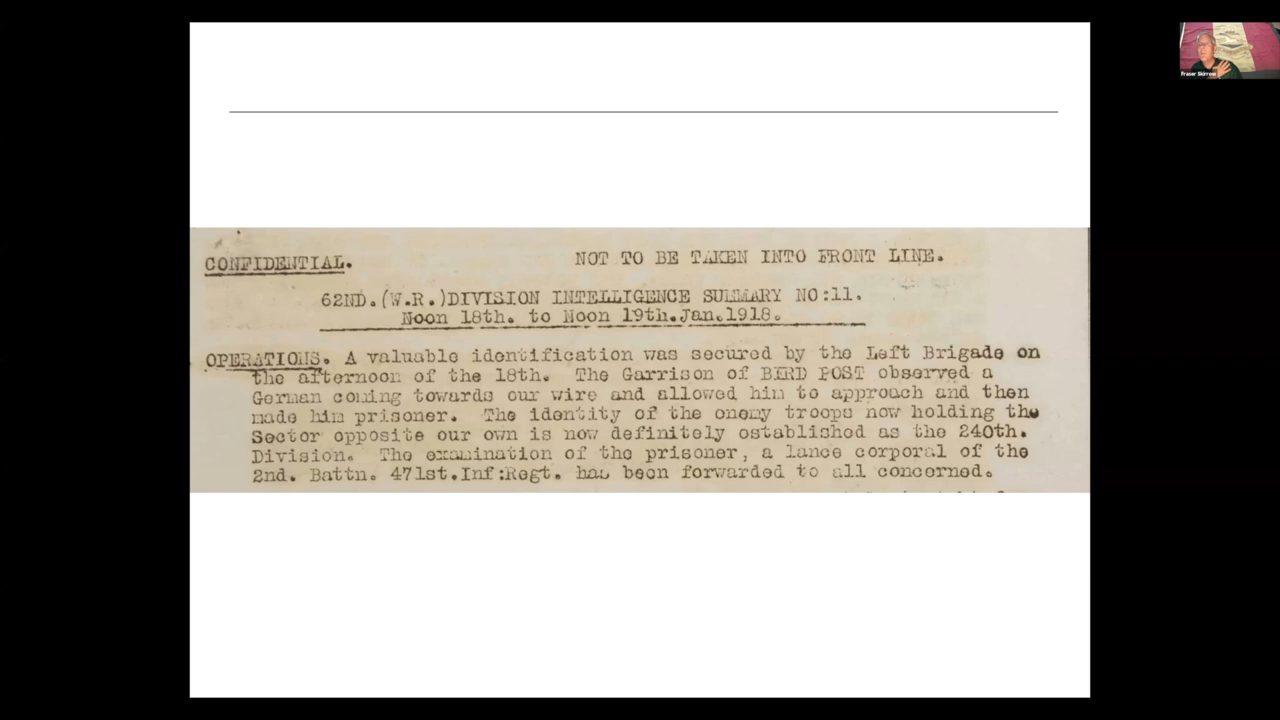 CONFIDENTIAL. NOT TO BE TAKEN INTO FRONT LINE.
62ND.(W.R.)DIVISION INTELLIGENCE SUMMARY NO:11.
Noon 18th. to Noon 19th.Jan.1918.
OPERATIONS. A valuable identification was secured by the Left Brigade on
the afternoon of the 18th. The Garrison of BIRD POST observed a
German coming towards our wire and allowed him to approach and then
made him prisoner. The identity of the enemy troops now holding the
Sector opposite our own is now definitely established as the 240th.
Division. The examination of the prisoner, a lance corporal of the
2nd. Battn. 471st.Inf:Regt. has been forwarded to all concerned.
Fraser Skirrow